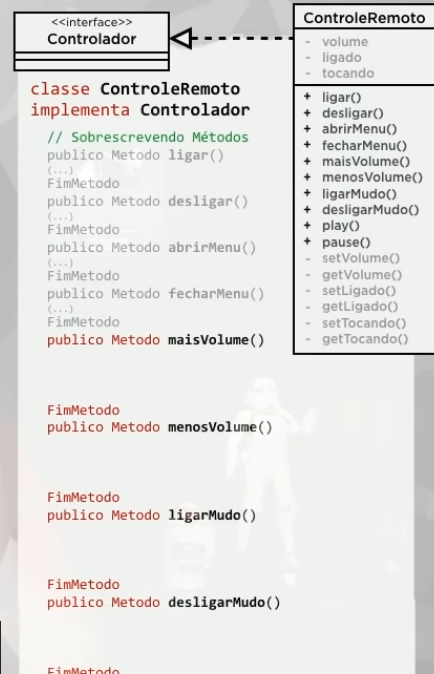 <<interface>>
Controlador
ControleRemoto
- volume
- ligado
- tocando
+ ligar()
+ desligar()
+ abrirMenu()
+ fecharMenu()
+ maisVolume()
+ menosVolume()
+ ligarMudo()
+ desligarMudo()
+ play()
+ pause()
- setVolume()
- getVolume()
- setLigado()
- getLigado()
- setTocando()
- getTocando()
classe ControleRemoto
implementa Controlador
// Sobrescrevendo Métodos
publico Metodo ligar()
(...)
FimMetodo
publico Metodo desligar()
(...)
FimMetodo
publico Metodo abrirMenu()
(...)
FimMetodo
publico Metodo fecharMenu()
(...)
FimMetodo
publico Metodo maisVolume()
FimMetodo
publico Metodo menosVolume()
FimMetodo
publico Metodo ligarMudo()
FimMetodo
publico Metodo desligarMudo()
FimMetodo